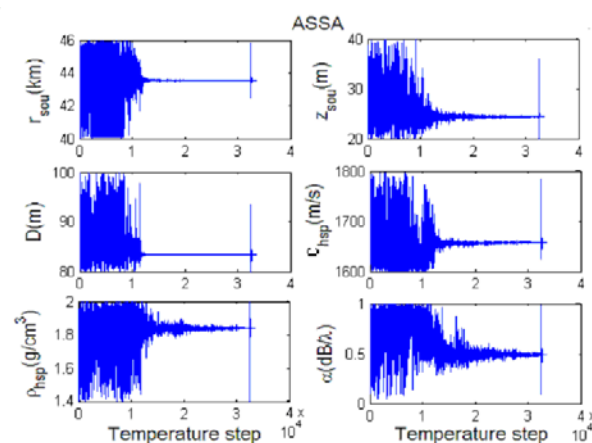 ASSA
46
44
42
40
r_sou(km)
0 1 2 3 4
40
30
20
z_sou(m)
0 1 2 3 4
100
90
80
D(m)
0 1 2 3 4
1800
1700
1600
c_hsp(m/s)
0 1 2 3 4
2
1.8
1.6
1.4
ρ_hsp(g/cm³)
0 1 2 3 4 x 10⁴
Temperature step
1
0.5
0
α(dB/λ)
0 1 2 3 4 x 10⁴
Temperature step